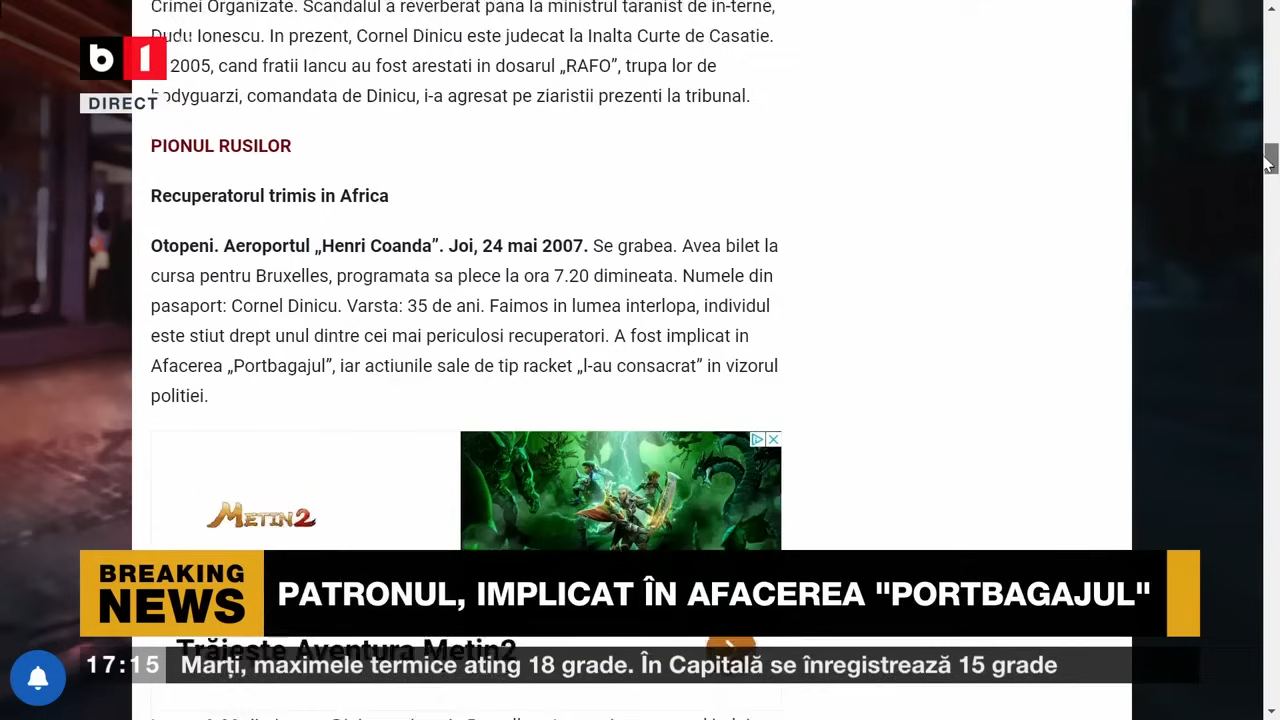 Crimei Organizate. Scandalul a reverberat pana la ministrul taranist de in-terne,
Dudu Ionescu. In prezent, Cornel Dinicu este judecat la Inalta Curte de Casatie.
2005, cand fratii Iancu au fost arestati in dosarul „RAFO”, trupa lor de
bodyguarzi, comandata de Dinicu, i-a agresat pe ziaristii prezenti la tribunal.
b1
DIRECT
PIONUL RUSILOR
Recuperatorul trimis in Africa
Otopeni. Aeroportul „Henri Coanda”. Joi, 24 mai 2007. Se grabea. Avea bilet la
cursa pentru Bruxelles, programata sa plece la ora 7.20 dimineata. Numele din
pasaport: Cornel Dinicu. Varsta: 35 de ani. Faimos in lumea interlopa, individul
este stiut drept unul dintre cei mai periculosi recuperatori. A fost implicat in
Afacerea „Portbagajul”, iar actiunile sale de tip racket „l-au consacrat” in vizorul
politiei.
METIN2
BREAKING
NEWS
PATRONUL, IMPLICAT ÎN AFACEREA "PORTBAGAJUL"
Trăiește Aventura Metin2
17:15 Marți, maximele termice ating 18 grade. În Capitală se înregistrează 15 grade